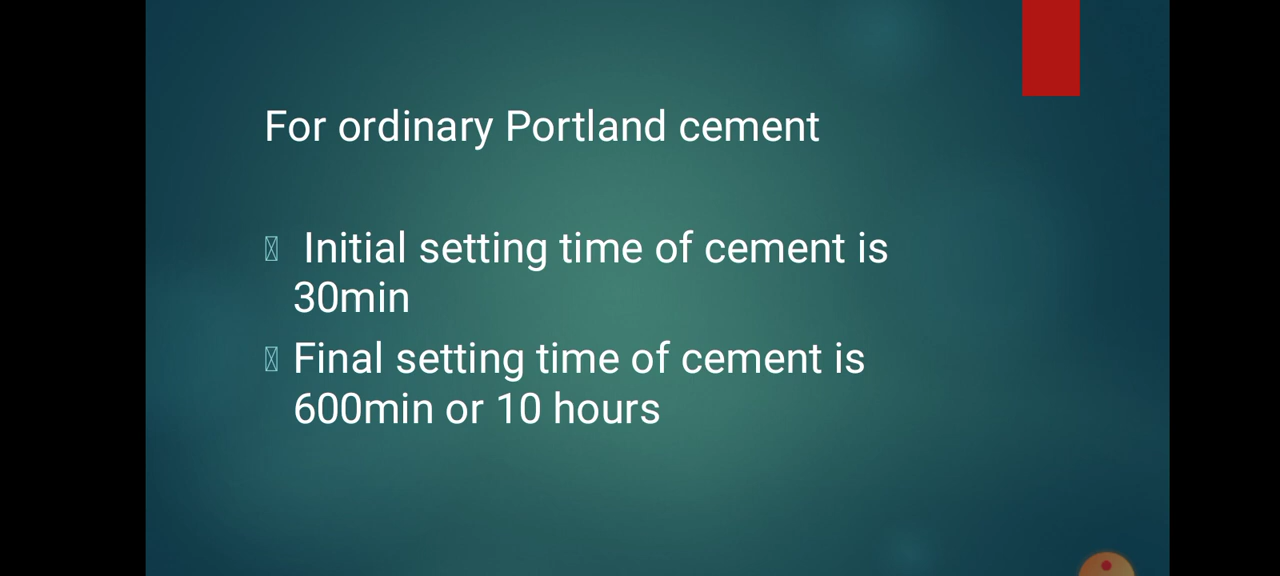 For ordinary Portland cement
Initial setting time of cement is
30min
Final setting time of cement is
600min or 10 hours